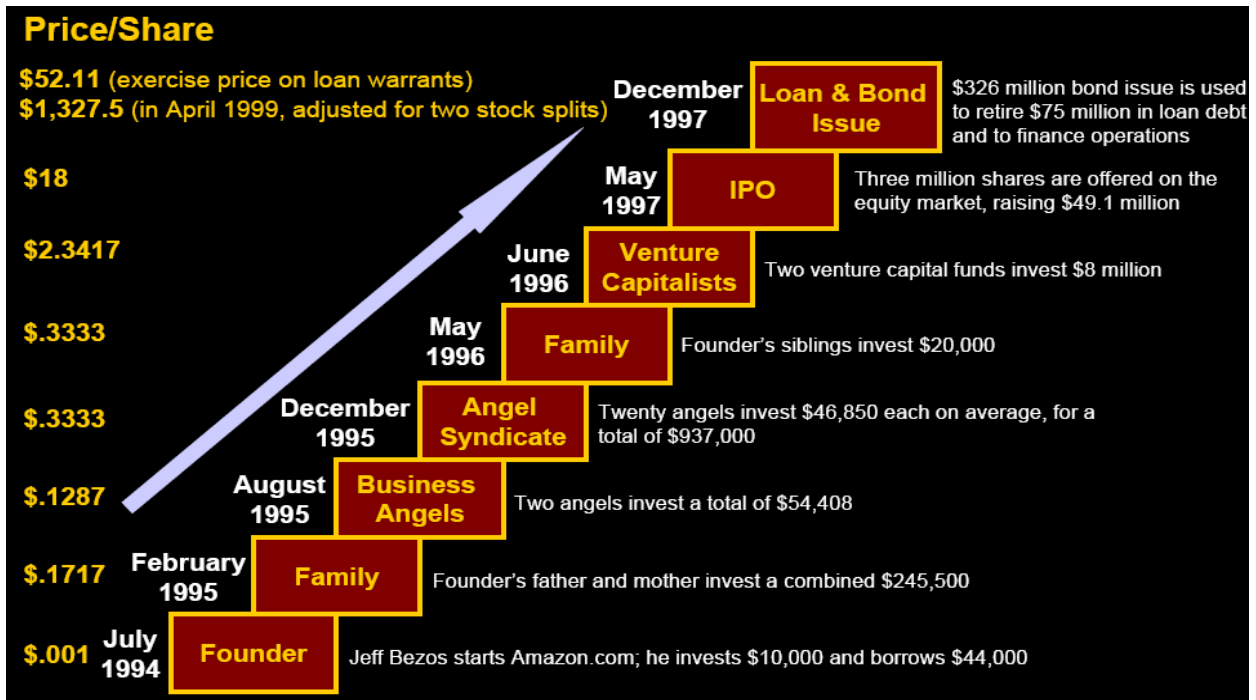 Price/Share
$52.11 (exercise price on loan warrants)
$1,327.5 (in April 1999, adjusted for two stock splits)
December
1997
Loan & Bond
Issue
$326 million bond issue is used
to retire $75 million in loan debt
and to finance operations
$18
May
1997
IPO
Three million shares are offered on the
equity market, raising $49.1 million
$2.3417
June
1996
Venture
Capitalists
Two venture capital funds invest $8 million
$.3333
May
1996
Family
Founder's siblings invest $20,000
$.3333
December
1995
Angel
Syndicate
Twenty angels invest $46,850 each on average, for a
total of $937,000
$.1287
August
1995
Business
Angels
Two angels invest a total of $54,408
$.1717
February
1995
Family
Founder's father and mother invest a combined $245,500
$.001
July
1994
Founder
Jeff Bezos starts Amazon.com; he invests $10,000 and borrows $44,000